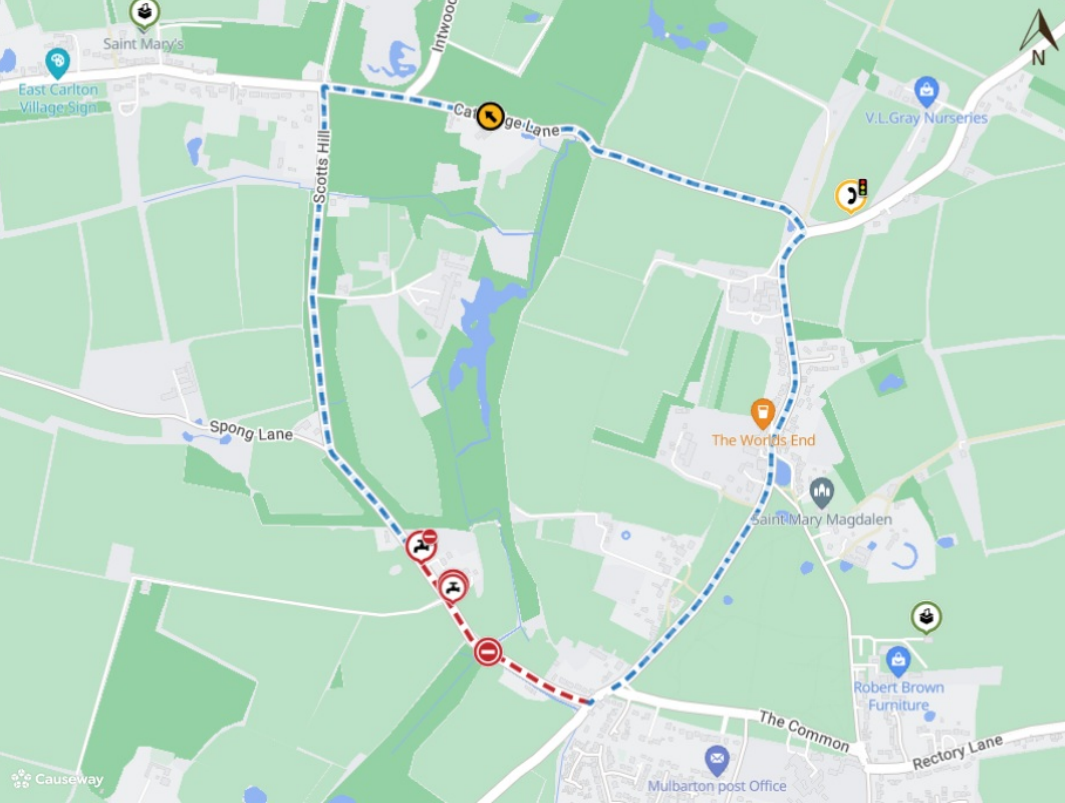 Saint Mary's
Intwood
N
East Carlton
Village Sign
V.L.Gray Nurseries
Lane
Scotts Hill
Spong Lane
The Worlds End
Saint Mary Magdalen
Robert Brown
Furniture
The Common
Rectory Lane
Mulbarton post Office
Causeway